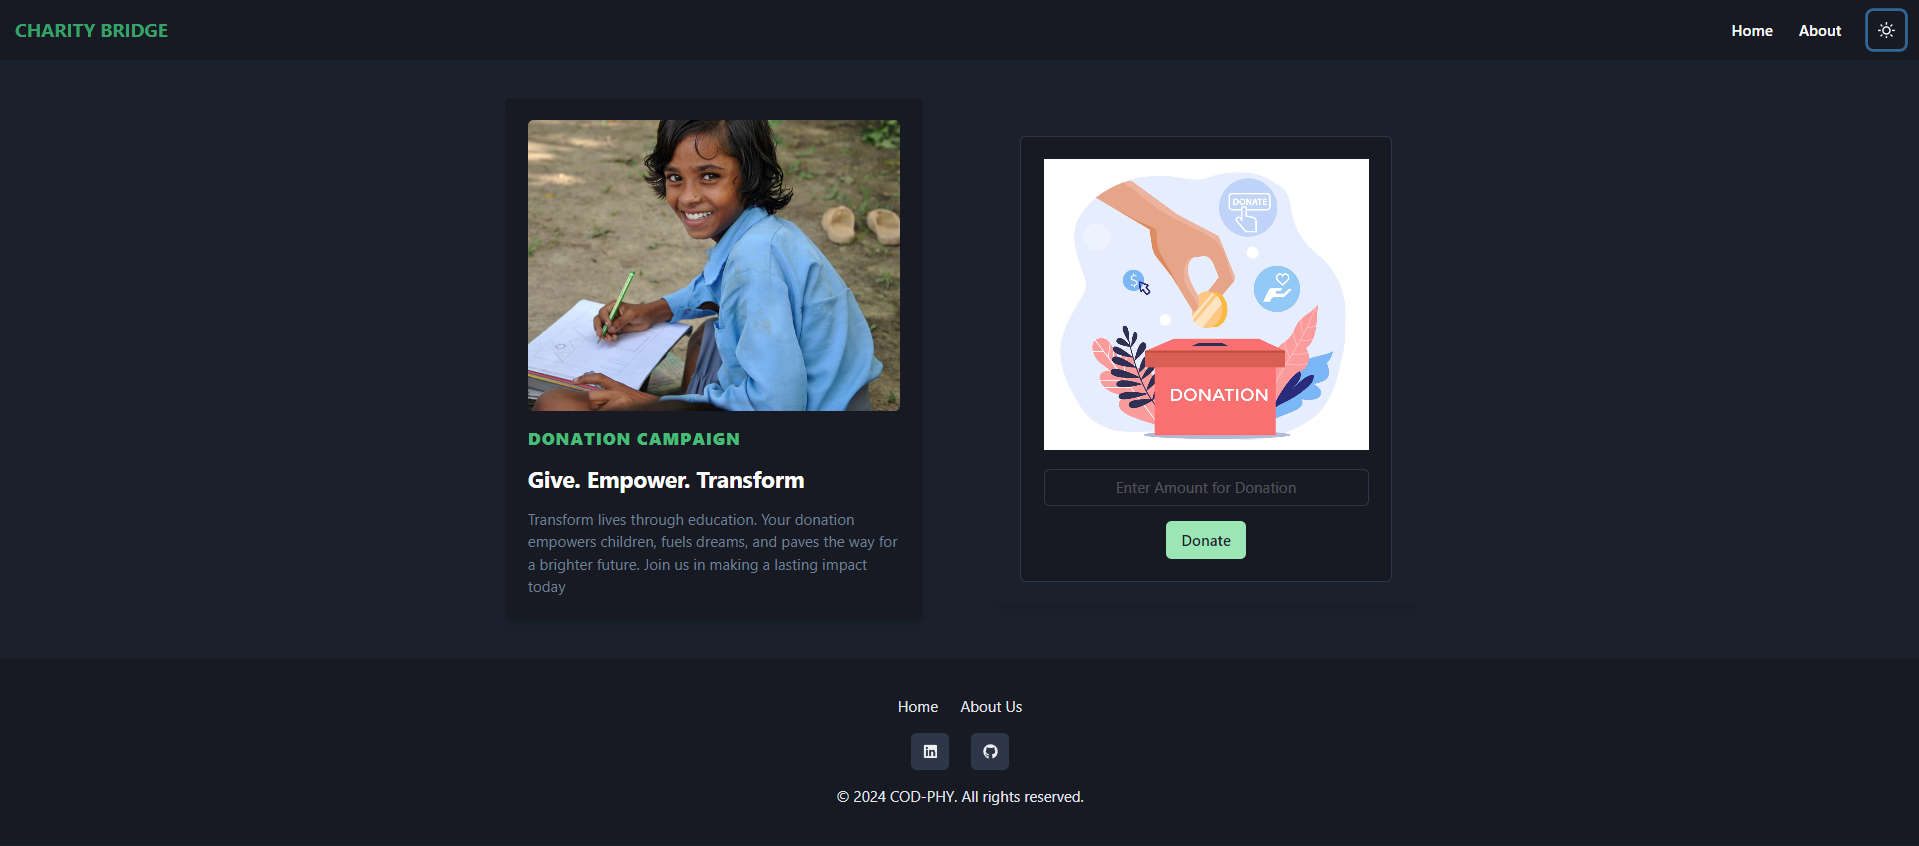 CHARITY BRIDGE
Home
About
DONATE
$
DONATION
DONATION CAMPAIGN
Give. Empower. Transform
Transform lives through education. Your donation
empowers children, fuels dreams, and paves the way for
a brighter future. Join us in making a lasting impact
today
Enter Amount for Donation
Donate
Home
About Us
in
© 2024 COD-PHY. All rights reserved.